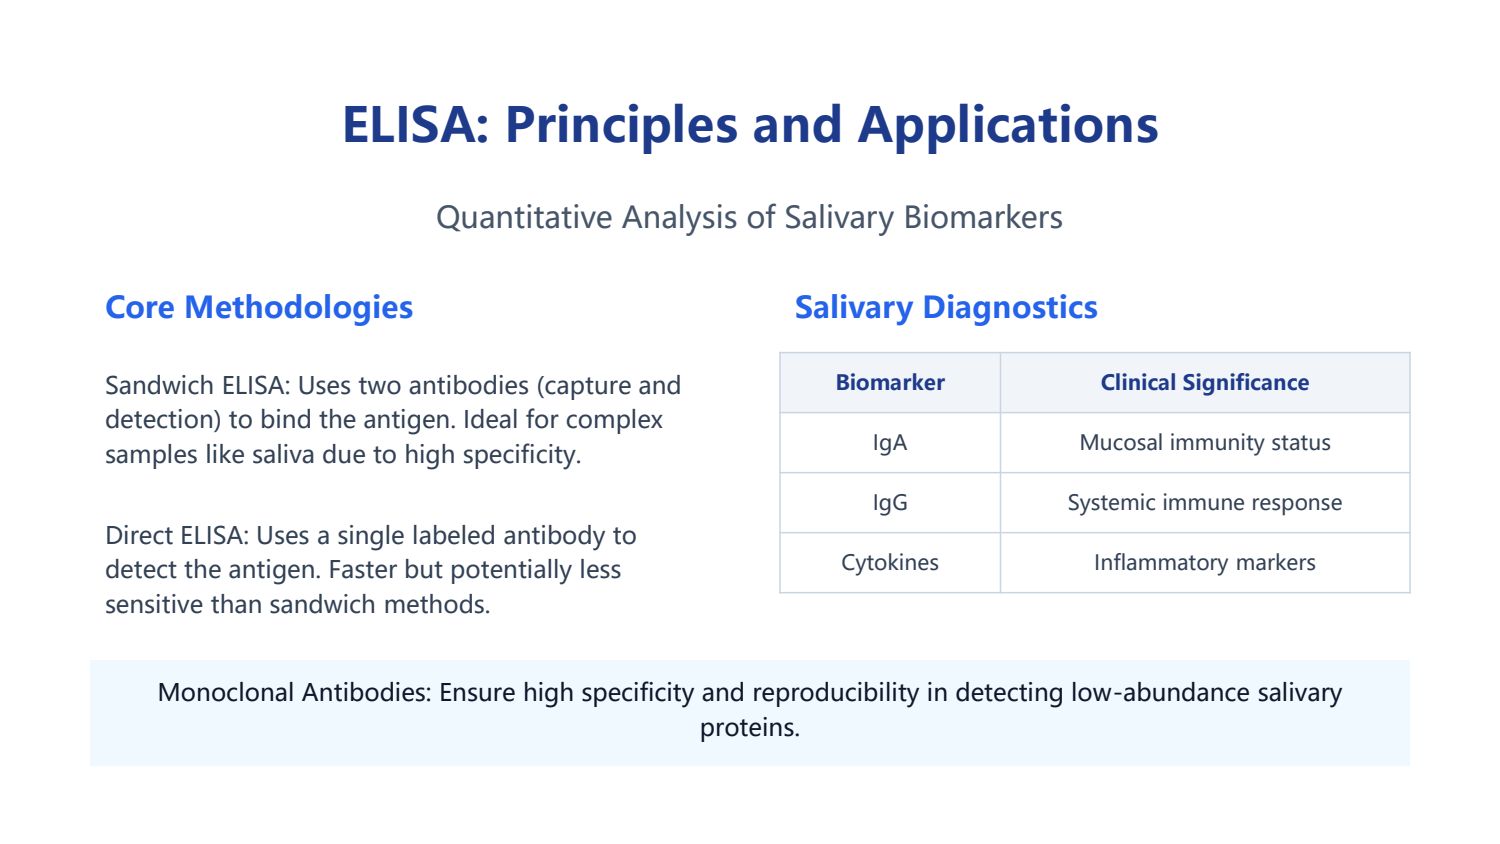 ELISA: Principles and Applications
Quantitative Analysis of Salivary Biomarkers
Core Methodologies
Sandwich ELISA: Uses two antibodies (capture and
detection) to bind the antigen. Ideal for complex
samples like saliva due to high specificity.
Direct ELISA: Uses a single labeled antibody to
detect the antigen. Faster but potentially less
sensitive than sandwich methods.
Salivary Diagnostics
Biomarker Clinical Significance
IgA Mucosal immunity status
IgG Systemic immune response
Cytokines Inflammatory markers
Monoclonal Antibodies: Ensure high specificity and reproducibility in detecting low-abundance salivary
proteins.